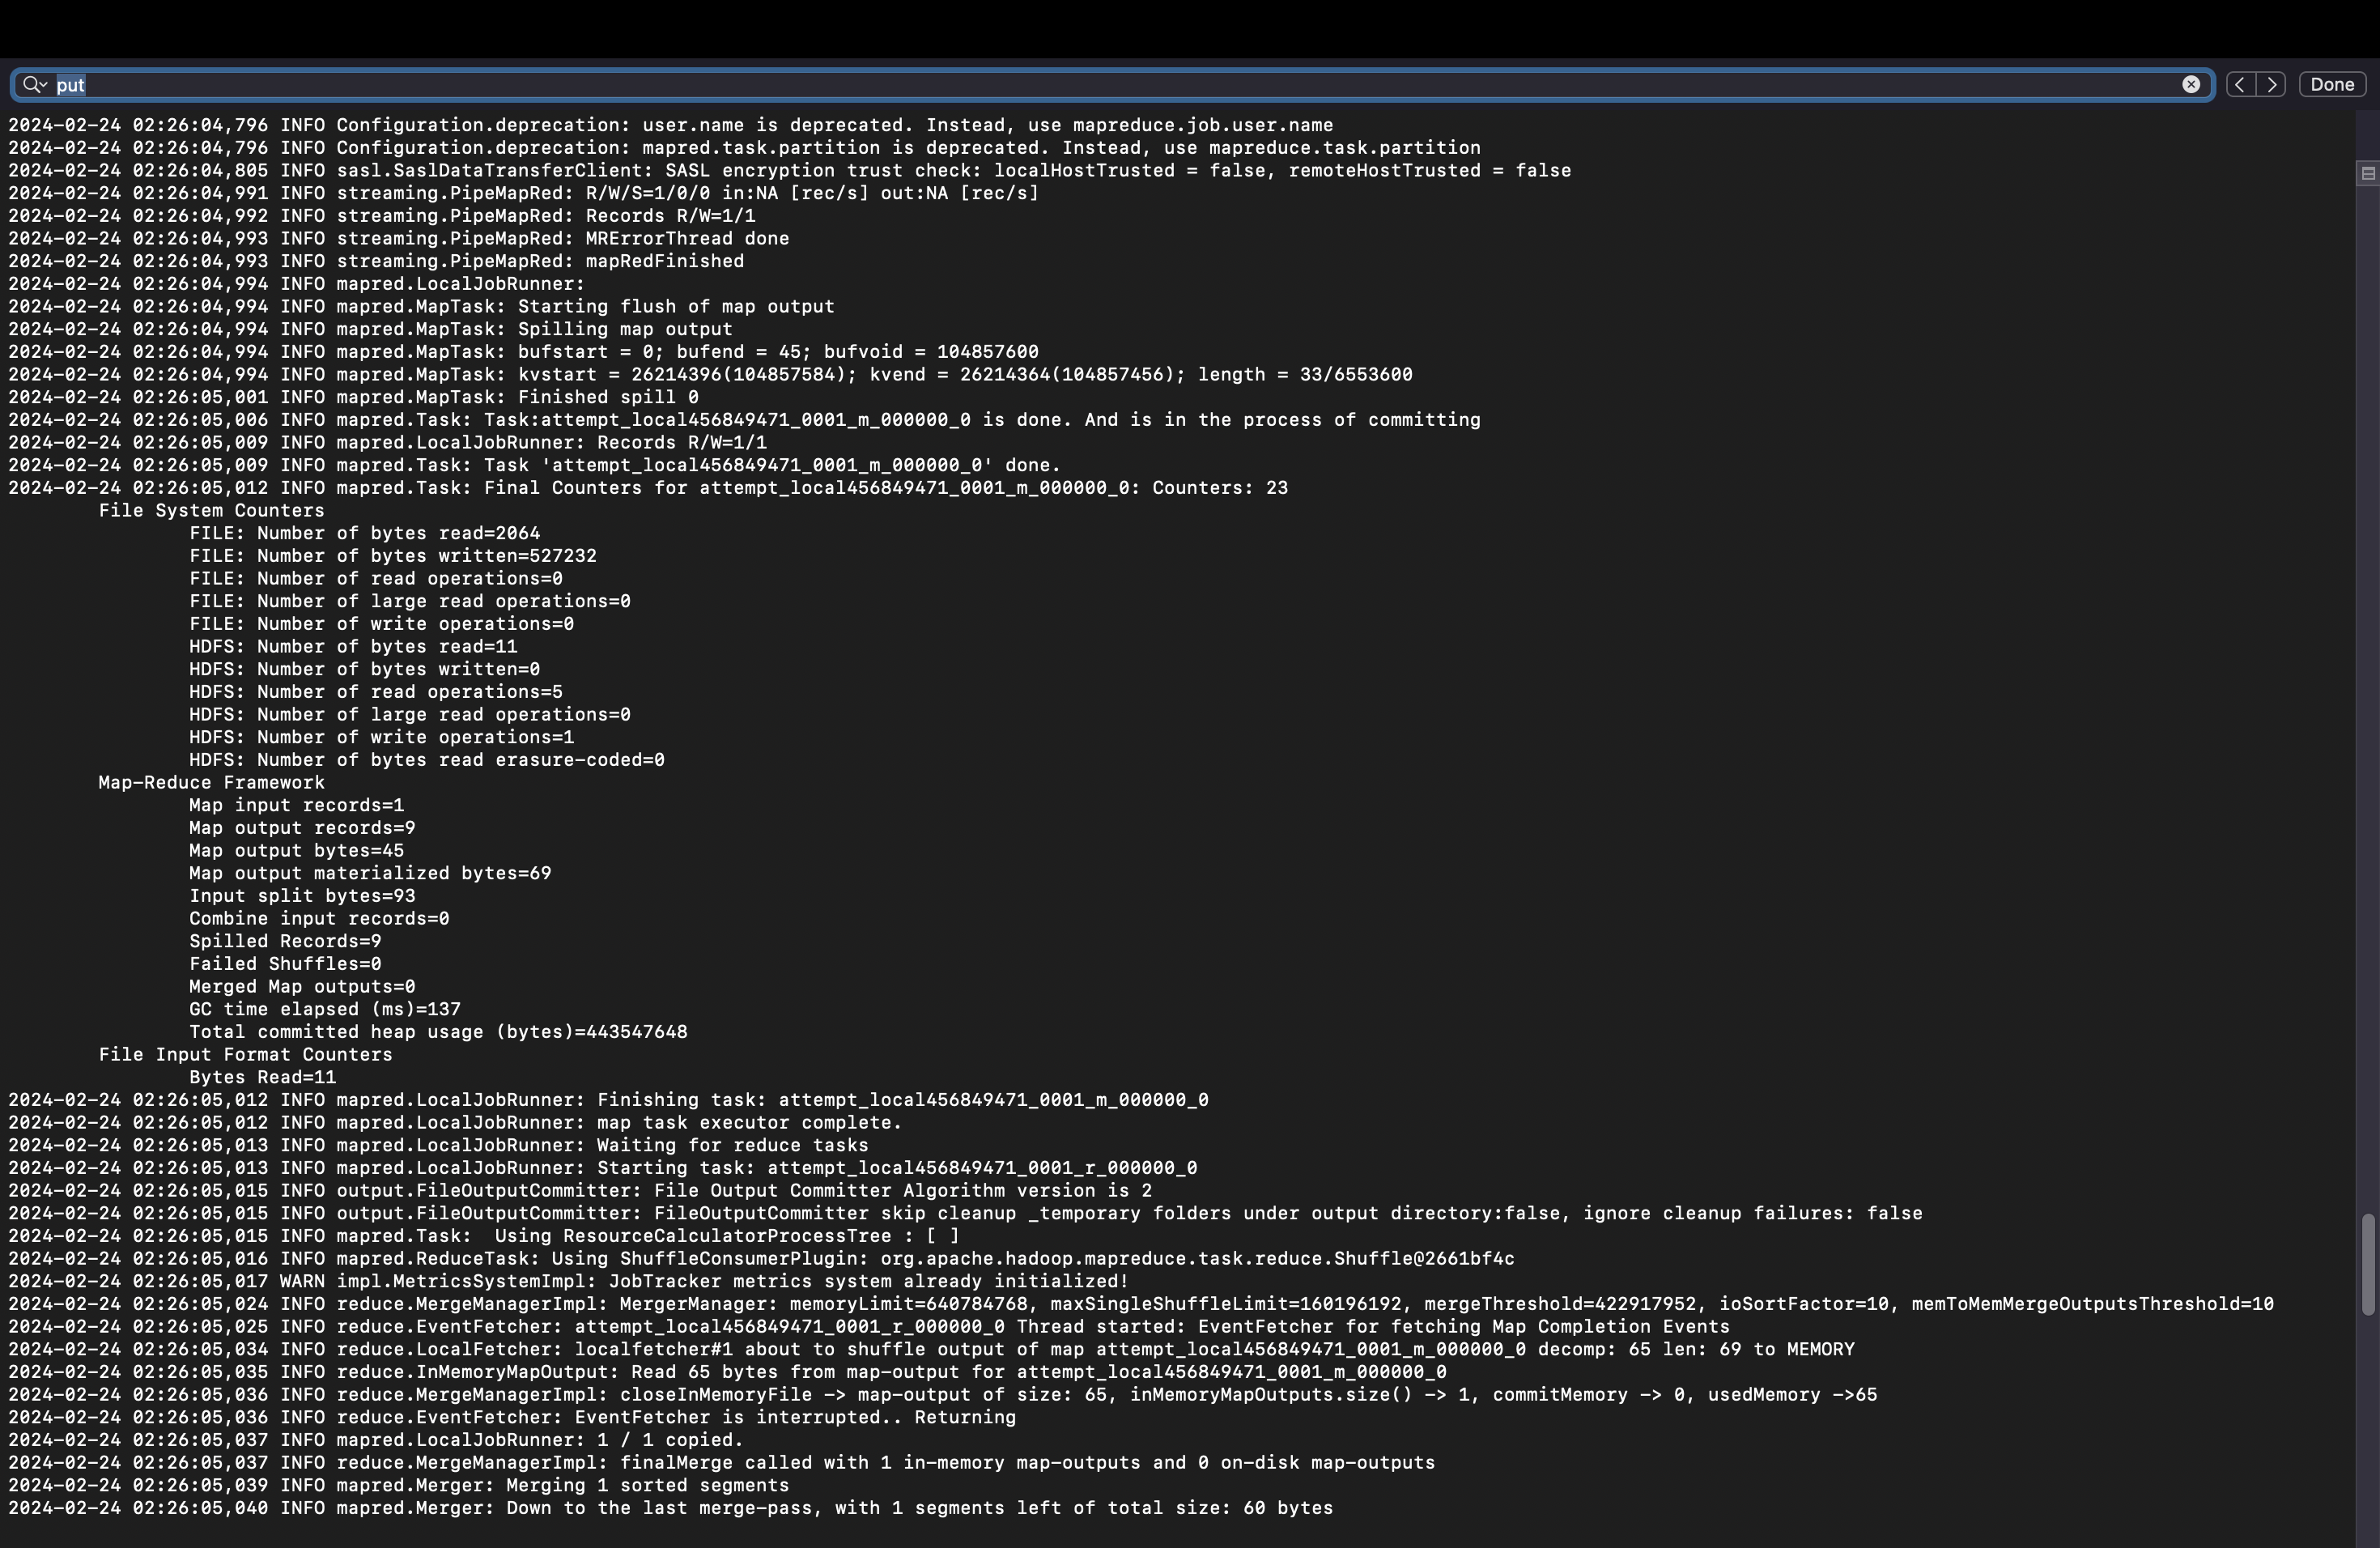 put
Done
2024-02-24 02:26:04,796 INFO Configuration.deprecation: user.name is deprecated. Instead, use mapreduce.job.user.name
2024-02-24 02:26:04,796 INFO Configuration.deprecation: mapred.task.partition is deprecated. Instead, use mapreduce.task.partition
2024-02-24 02:26:04,805 INFO sasl.SaslDataTransferClient: SASL encryption trust check: localHostTrusted = false, remoteHostTrusted = false
2024-02-24 02:26:04,991 INFO streaming.PipeMapRed: R/W/S=1/0/0 in:NA [rec/s] out:NA [rec/s]
2024-02-24 02:26:04,992 INFO streaming.PipeMapRed: Records R/W=1/1
2024-02-24 02:26:04,993 INFO streaming.PipeMapRed: MRErrorThread done
2024-02-24 02:26:04,993 INFO streaming.PipeMapRed: mapRedFinished
2024-02-24 02:26:04,994 INFO mapred.LocalJobRunner:
2024-02-24 02:26:04,994 INFO mapred.MapTask: Starting flush of map output
2024-02-24 02:26:04,994 INFO mapred.MapTask: Spilling map output
2024-02-24 02:26:04,994 INFO mapred.MapTask: bufstart = 0; bufend = 45; bufvoid = 104857600
2024-02-24 02:26:04,994 INFO mapred.MapTask: kvstart = 26214396(104857584); kvend = 26214364(104857456); length = 33/6553600
2024-02-24 02:26:05,001 INFO mapred.MapTask: Finished spill 0
2024-02-24 02:26:05,006 INFO mapred.Task: Task:attempt_local456849471_0001_m_000000_0 is done. And is in the process of committing
2024-02-24 02:26:05,009 INFO mapred.LocalJobRunner: Records R/W=1/1
2024-02-24 02:26:05,009 INFO mapred.Task: Task 'attempt_local456849471_0001_m_000000_0' done.
2024-02-24 02:26:05,012 INFO mapred.Task: Final Counters for attempt_local456849471_0001_m_000000_0: Counters: 23
File System Counters
FILE: Number of bytes read=2064
FILE: Number of bytes written=527232
FILE: Number of read operations=0
FILE: Number of large read operations=0
FILE: Number of write operations=0
HDFS: Number of bytes read=11
HDFS: Number of bytes written=0
HDFS: Number of read operations=5
HDFS: Number of large read operations=0
HDFS: Number of write operations=1
HDFS: Number of bytes read erasure-coded=0
Map-Reduce Framework
Map input records=1
Map output records=9
Map output bytes=45
Map output materialized bytes=69
Input split bytes=93
Combine input records=0
Spilled Records=9
Failed Shuffles=0
Merged Map outputs=0
GC time elapsed (ms)=137
Total committed heap usage (bytes)=443547648
File Input Format Counters
Bytes Read=11
2024-02-24 02:26:05,012 INFO mapred.LocalJobRunner: Finishing task: attempt_local456849471_0001_m_000000_0
2024-02-24 02:26:05,012 INFO mapred.LocalJobRunner: map task executor complete.
2024-02-24 02:26:05,013 INFO mapred.LocalJobRunner: Waiting for reduce tasks
2024-02-24 02:26:05,013 INFO mapred.LocalJobRunner: Starting task: attempt_local456849471_0001_r_000000_0
2024-02-24 02:26:05,015 INFO output.FileOutputCommitter: File Output Committer Algorithm version is 2
2024-02-24 02:26:05,015 INFO output.FileOutputCommitter: FileOutputCommitter skip cleanup _temporary folders under output directory:false, ignore cleanup failures: false
2024-02-24 02:26:05,015 INFO mapred.Task:  Using ResourceCalculatorProcessTree : [ ]
2024-02-24 02:26:05,016 INFO mapred.ReduceTask: Using ShuffleConsumerPlugin: org.apache.hadoop.mapreduce.task.reduce.Shuffle@2661bf4c
2024-02-24 02:26:05,017 WARN impl.MetricsSystemImpl: JobTracker metrics system already initialized!
2024-02-24 02:26:05,024 INFO reduce.MergeManagerImpl: MergerManager: memoryLimit=640784768, maxSingleShuffleLimit=160196192, mergeThreshold=422917952, ioSortFactor=10, memToMemMergeOutputsThreshold=10
2024-02-24 02:26:05,025 INFO reduce.EventFetcher: attempt_local456849471_0001_r_000000_0 Thread started: EventFetcher for fetching Map Completion Events
2024-02-24 02:26:05,034 INFO reduce.LocalFetcher: localfetcher#1 about to shuffle output of map attempt_local456849471_0001_m_000000_0 decomp: 65 len: 69 to MEMORY
2024-02-24 02:26:05,035 INFO reduce.InMemoryMapOutput: Read 65 bytes from map-output for attempt_local456849471_0001_m_000000_0
2024-02-24 02:26:05,036 INFO reduce.MergeManagerImpl: closeInMemoryFile -> map-output of size: 65, inMemoryMapOutputs.size() -> 1, commitMemory -> 0, usedMemory ->65
2024-02-24 02:26:05,036 INFO reduce.EventFetcher: EventFetcher is interrupted.. Returning
2024-02-24 02:26:05,037 INFO mapred.LocalJobRunner: 1 / 1 copied.
2024-02-24 02:26:05,037 INFO reduce.MergeManagerImpl: finalMerge called with 1 in-memory map-outputs and 0 on-disk map-outputs
2024-02-24 02:26:05,039 INFO mapred.Merger: Merging 1 sorted segments
2024-02-24 02:26:05,040 INFO mapred.Merger: Down to the last merge-pass, with 1 segments left of total size: 60 bytes